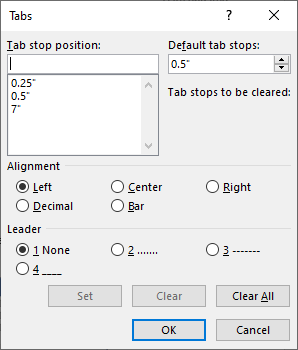 Tabs
Tab stop position:
Default tab stops:
0.5"
0.25"
0.5"
7"
Tab stops to be cleared:
Alignment
Left Center Right
Decimal Bar
Leader
1 None 2 ....... 3 -------
4 ____
Set Clear Clear All
OK Cancel